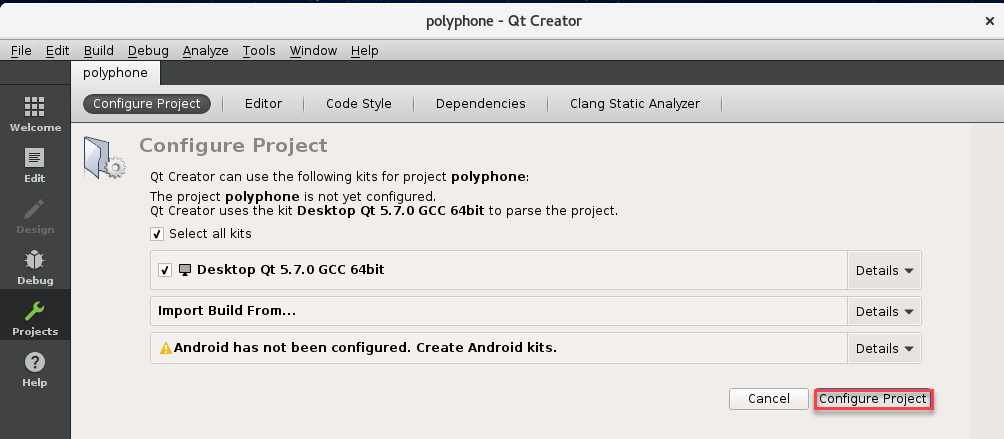 polyphone - Qt Creator
File Edit Build Debug Analyze Tools Window Help
polyphone
Configure Project Editor Code Style Dependencies Clang Static Analyzer
Welcome
Edit
Design
Debug
Projects
Help
Configure Project
Qt Creator can use the following kits for project polyphone:
The project polyphone is not yet configured.
Qt Creator uses the kit Desktop Qt 5.7.0 GCC 64bit to parse the project.
Select all kits
Desktop Qt 5.7.0 GCC 64bit Details
Import Build From... Details
Android has not been configured. Create Android kits. Details
Cancel Configure Project